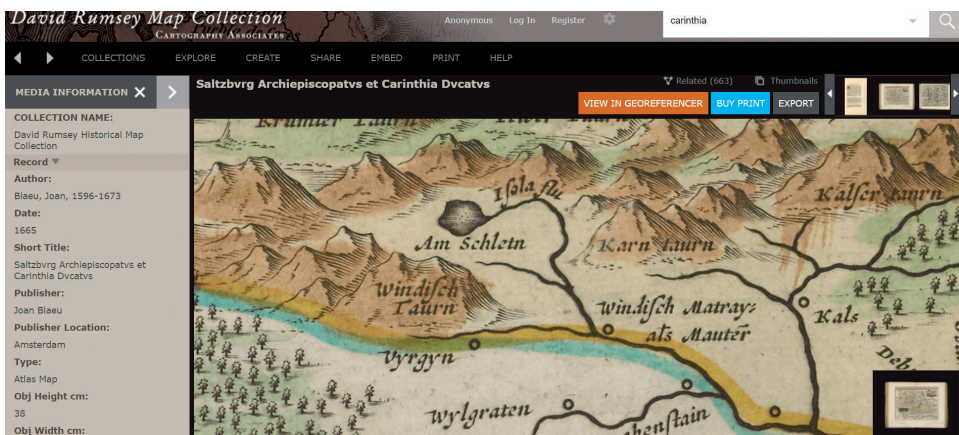 David Rumsey Map Collection
CARTOGRAPHY ASSOCIATES
Anonymous Log In Register
carinthia
COLLECTIONS EXPLORE CREATE SHARE EMBED PRINT HELP
MEDIA INFORMATION
COLLECTION NAME:
David Rumsey Historical Map
Collection
Record
Author:
Blaeu, Joan, 1596-1673
Date:
1665
Short Title:
Saltzbvrg Archiepiscopatvs et
Carinthia Dvcatvs
Publisher:
Joan Blaeu
Publisher Location:
Amsterdam
Type:
Atlas Map
Obj Height cm:
38
Obj Width cm:
Saltzbvrg Archiepiscopatvs et Carinthia Dvcatvs
Related (663) Thumbnails
VIEW IN GEOREFERENCER BUY PRINT EXPORT
Krumler Taurn
Isola flu
Kalser taurn
Am Schletn
Karn taurn
Windisch
Taurn
Windisch Matray:
als Mauter
Kals
Vyrgyn
Deb
Wylgraten
henstain